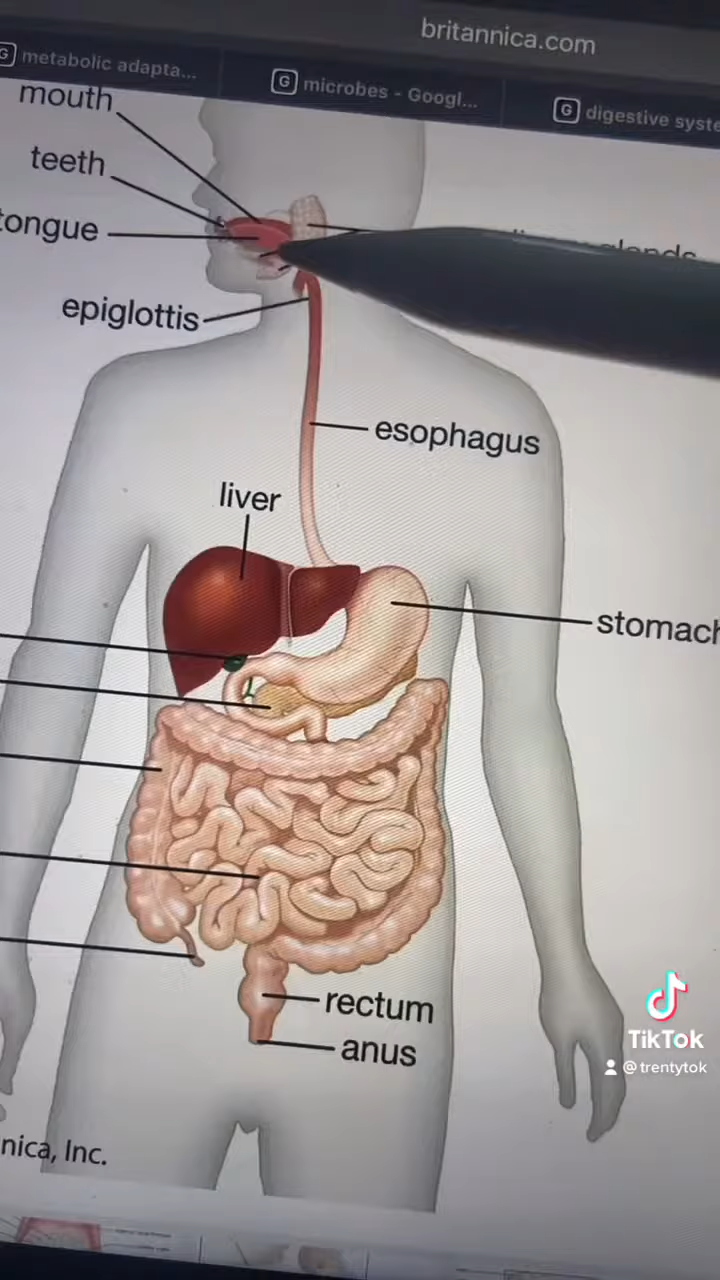 britannica.com
G metabolic adapta...
G microbes - Googl...
G digestive syste
mouth
teeth
tongue
glands
epiglottis
esophagus
liver
stomach
rectum
anus
nica, Inc.
TikTok
@trentytok